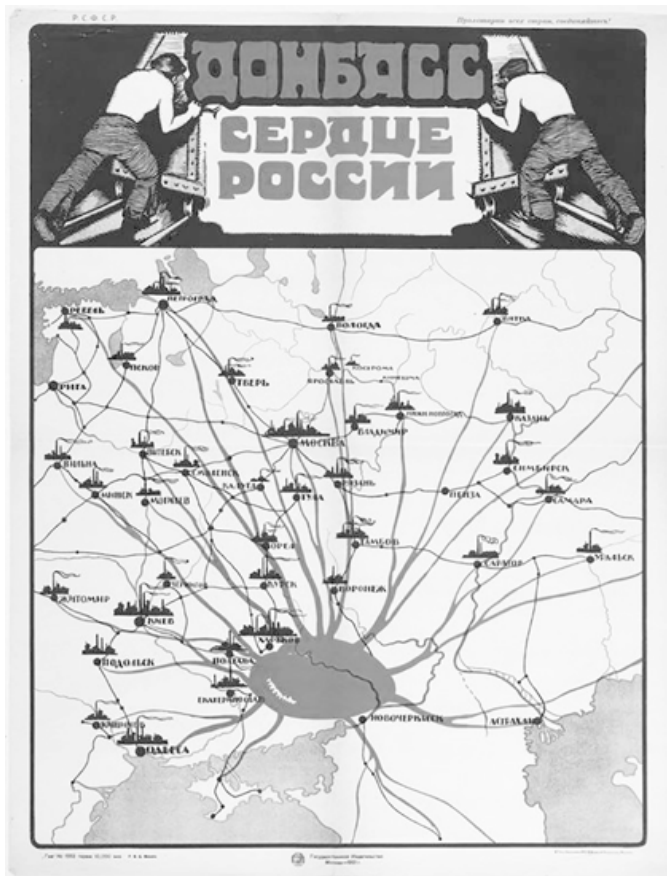 РСФСР
Пролетарии всех стран, соединяйтесь!
ДОНБАСС
СЕРДЦЕ
РОССИИ
ПЕТРОГРАД
РЕВЕЛЬ
ВОЛОГДА
ВЯТКА
ПСКОВ
ТВЕРЬ
ЯРОСЛАВЛЬ
КОСТРОМА
РИГА
НИЖНИЙ НОВГОРОД
КАЗАНЬ
ВЛАДИМИР
МОСКВА
ВИТЕБСК
ВИЛЬНА
СМОЛЕНСК
СИМБИРСК
КАЛУГА
РЯЗАНЬ
МИНСК
МОГИЛЕВ
ТУЛА
ПЕНЗА
САМАРА
ОРЕЛ
ТАМБОВ
САРАТОВ
УРАЛЬСК
ЧЕРНИГОВ
КУРСК
ВОРОНЕЖ
ЖИТОМИР
КИЕВ
ХАРЬКОВ
ПОЛТАВА
ПОДОЛЬСК
ЕКАТЕРИНОСЛАВ
КИШИНЕВ
НОВОЧЕРКАССК
АСТРАХАНЬ
ОДЕССА
Государственное Издательство